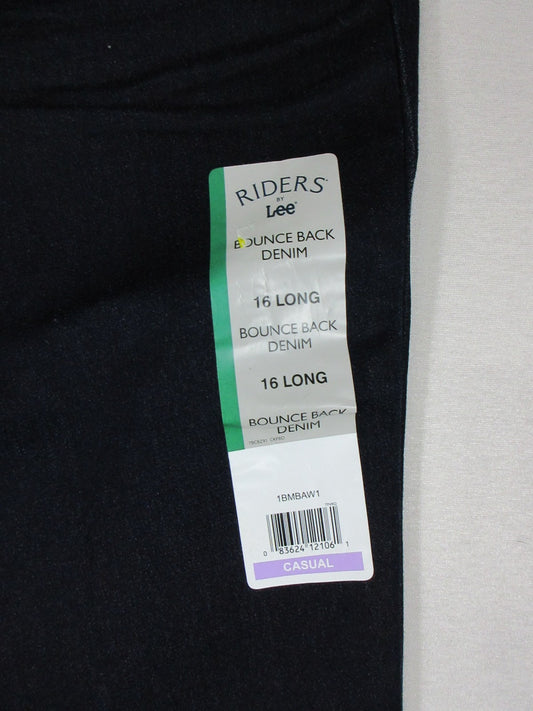 RIDERS
BY
Lee®
BOUNCE BACK
DENIM
16 LONG
BOUNCE BACK
DENIM
16 LONG
BOUNCE BACK
DENIM
1BMBAW1
0 83624 12106 1
CASUAL